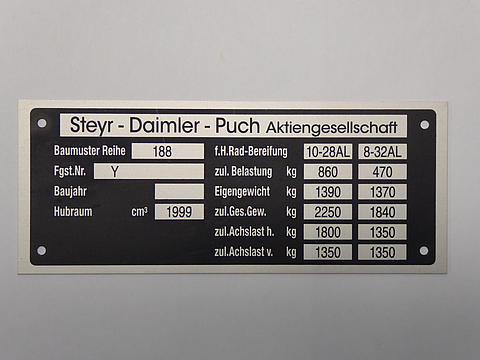 Steyr - Daimler - Puch Aktiengesellschaft
Baumuster Reihe 188 f.H.Rad-Bereifung 10-28AL 8-32AL
Fgst.Nr. Y zul. Belastung kg 860 470
Baujahr Eigengewicht kg 1390 1370
Hubraum cm³ 1999 zul.Ges.Gew. kg 2250 1840
zul.Achslast h. kg 1800 1350
zul.Achslast v. kg 1350 1350